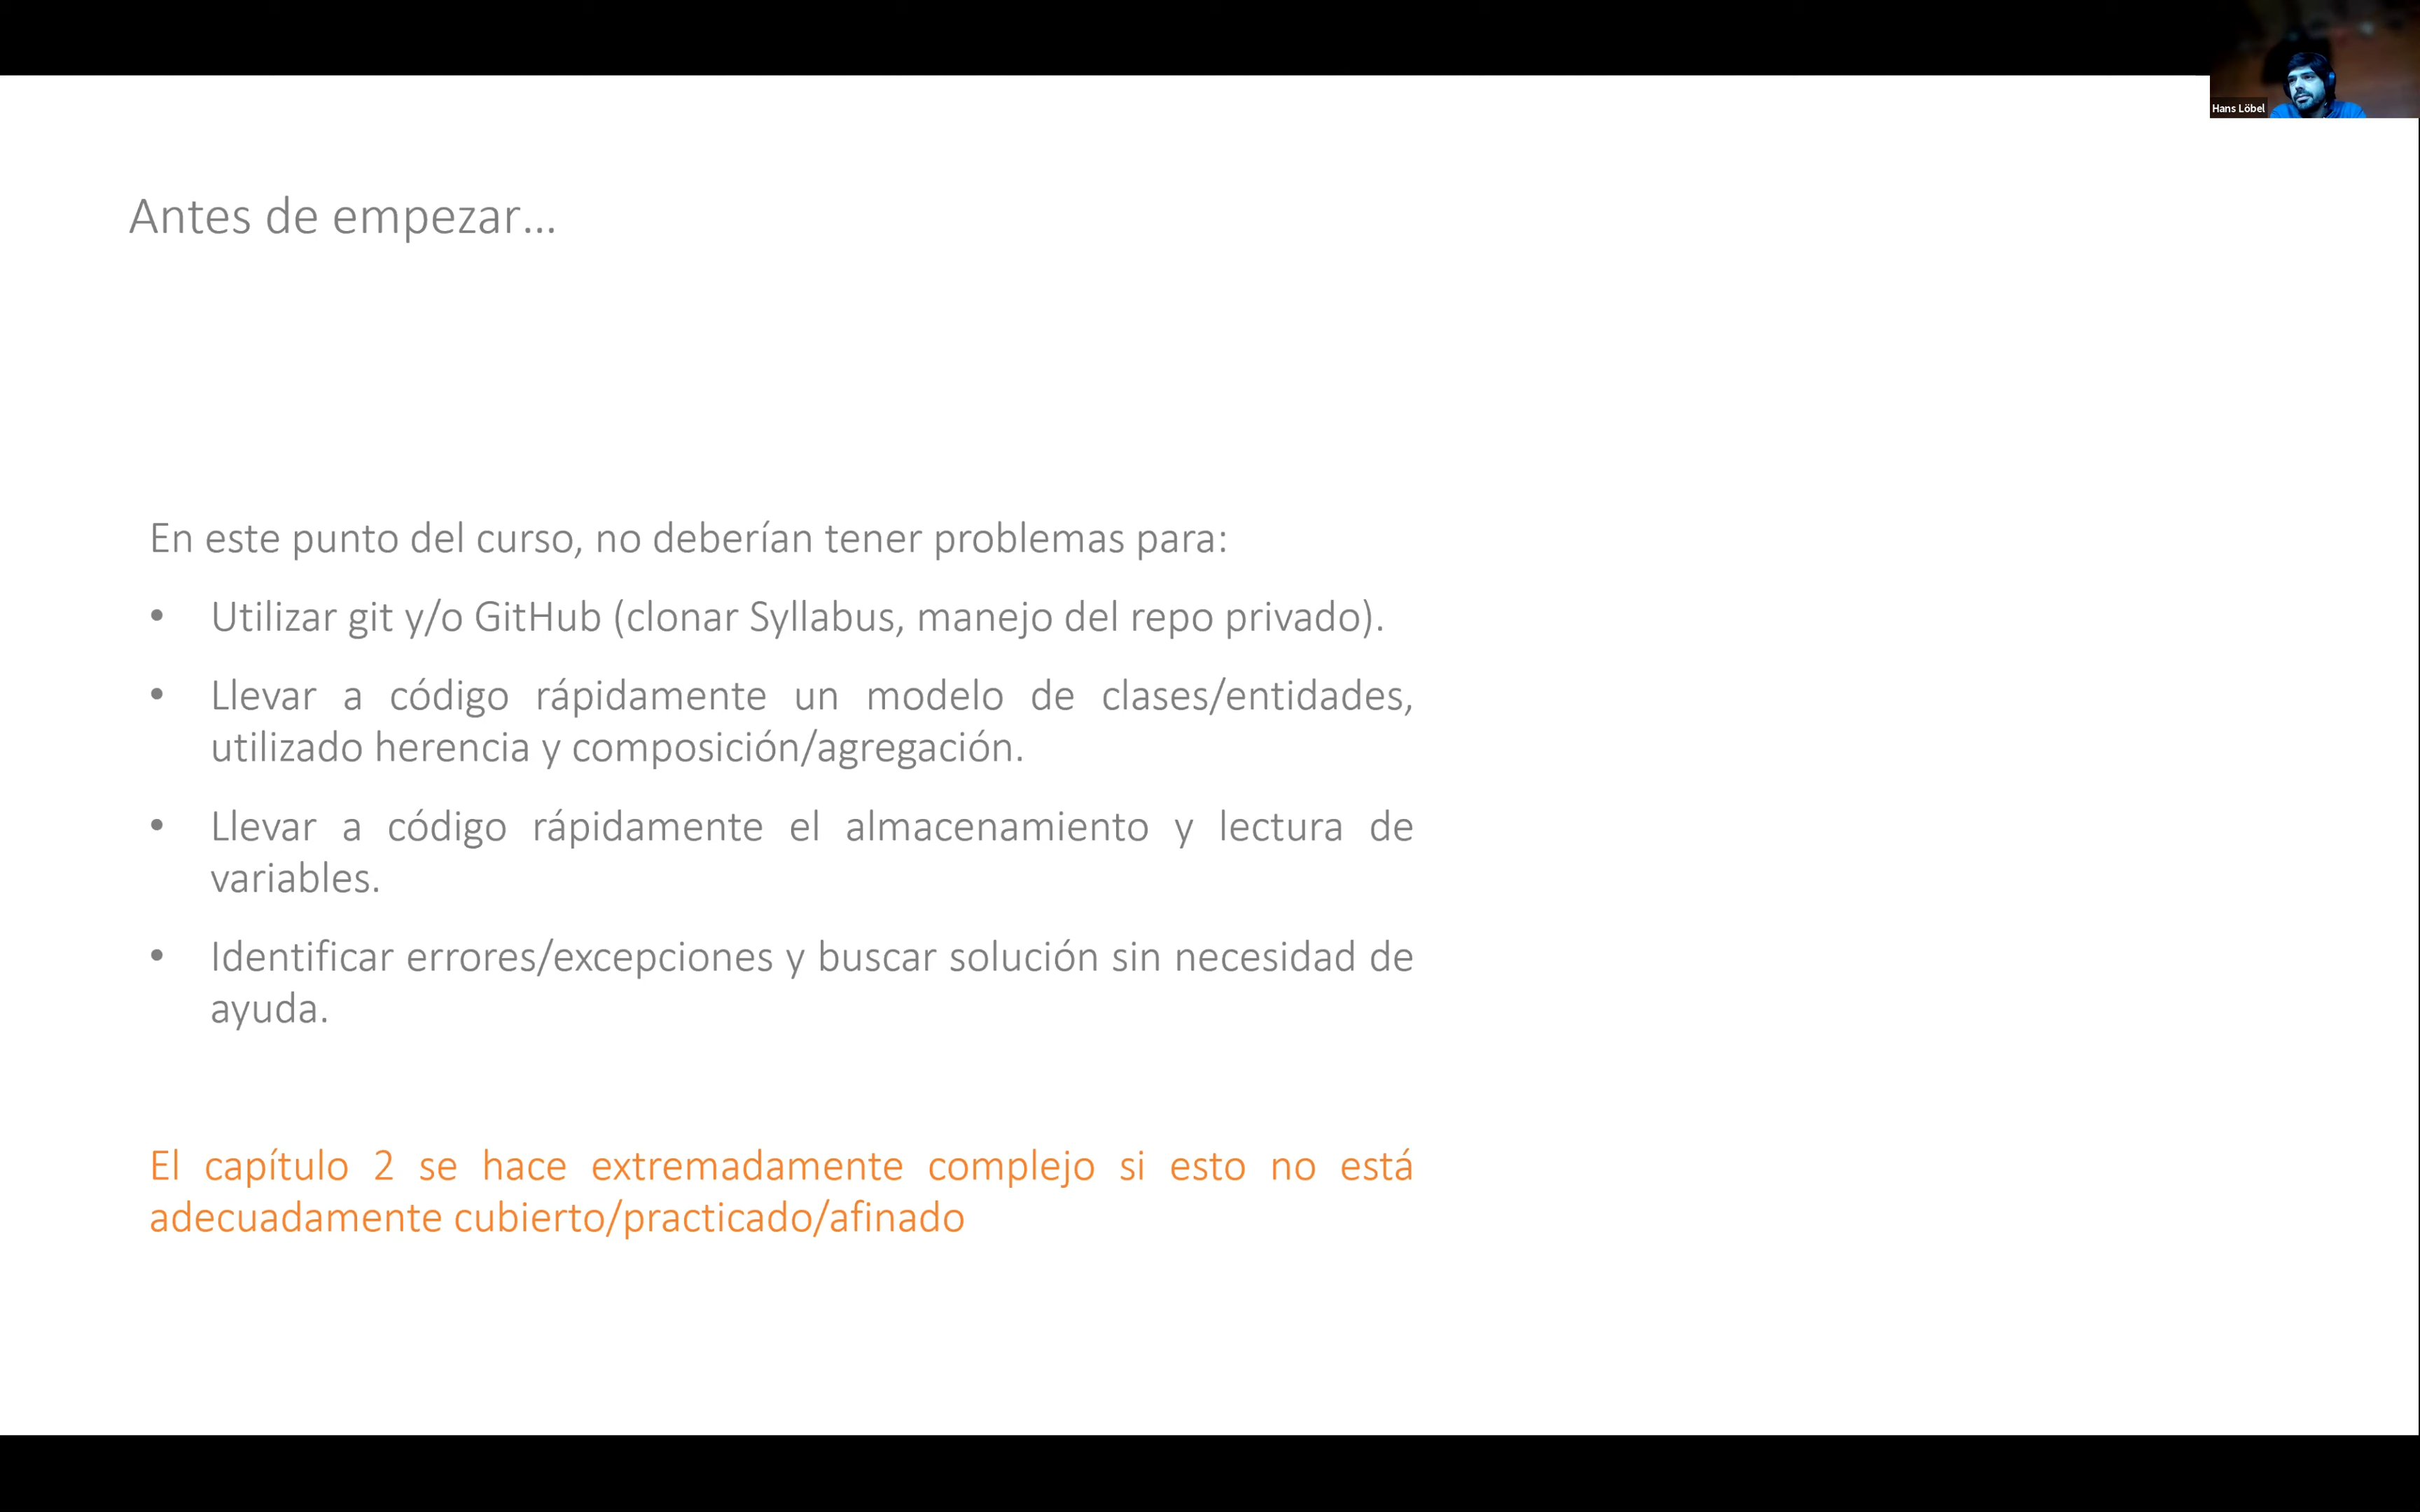 Hans Löbel
Antes de empezar...
En este punto del curso, no deberían tener problemas para:
• Utilizar git y/o GitHub (clonar Syllabus, manejo del repo privado).
• Llevar a código rápidamente un modelo de clases/entidades,
utilizado herencia y composición/agregación.
• Llevar a código rápidamente el almacenamiento y lectura de
variables.
• Identificar errores/excepciones y buscar solución sin necesidad de
ayuda.
El capítulo 2 se hace extremadamente complejo si esto no está
adecuadamente cubierto/practicado/afinado